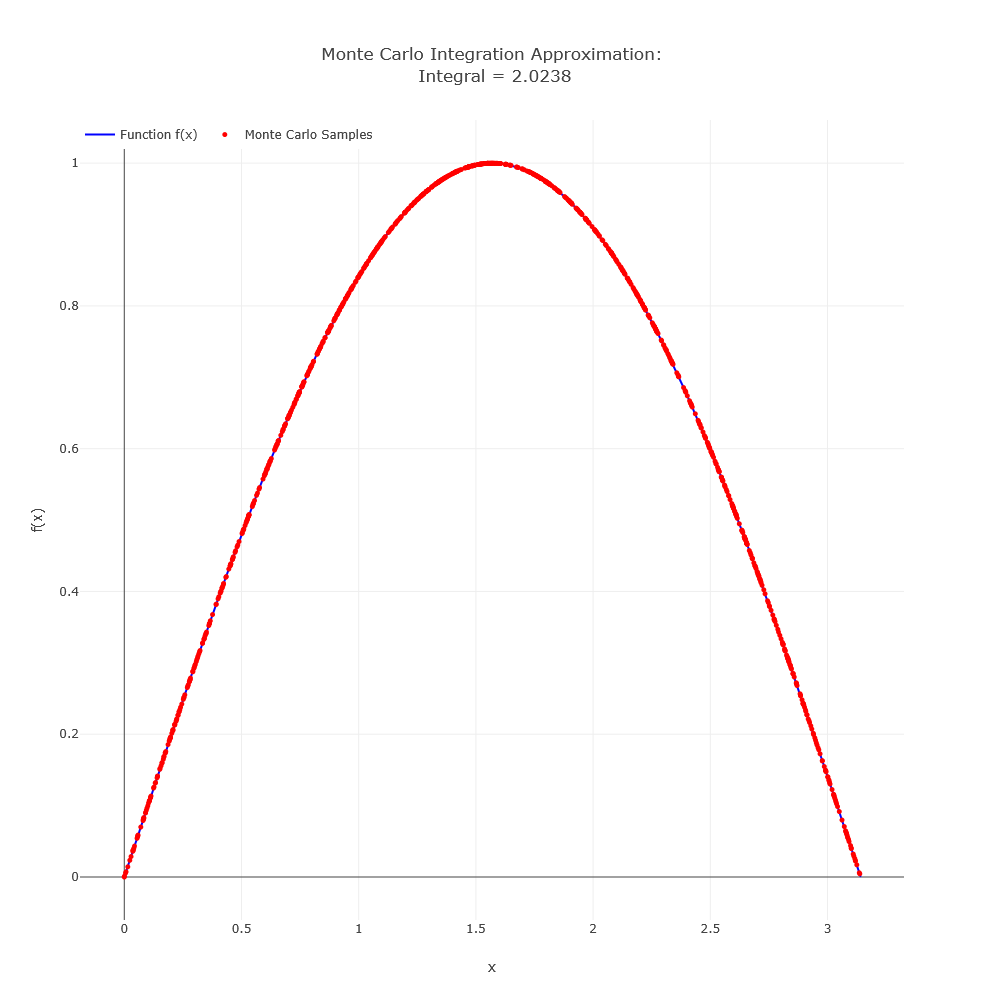 Monte Carlo Integration Approximation:
Integral = 2.0238
Function f(x) Monte Carlo Samples
1
0.8
0.6
0.4
0.2
0
f(x)
0 0.5 1 1.5 2 2.5 3
x